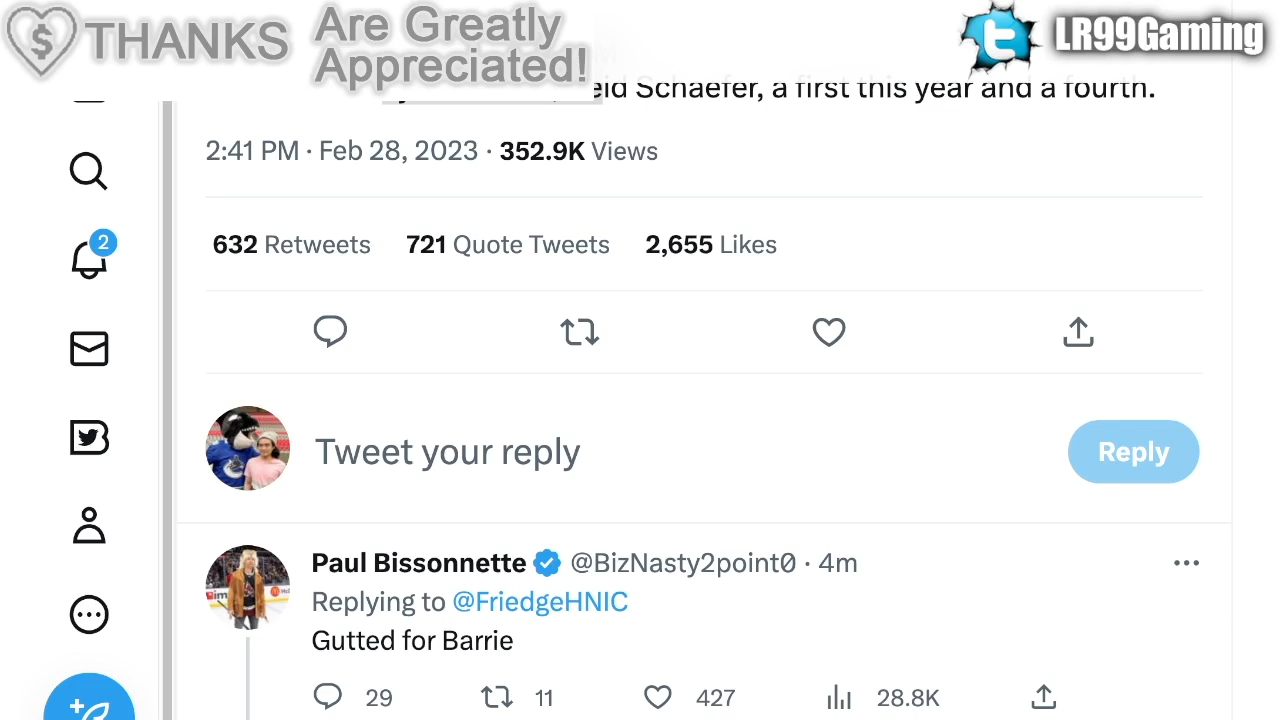 THANKS Are Greatly
Appreciated!
LR99Gaming
Schaefer, a first this year and a fourth.
2:41 PM · Feb 28, 2023 · 352.9K Views
632 Retweets 721 Quote Tweets 2,655 Likes
2
Tweet your reply
Reply
Paul Bissonnette @BizNasty2point0 · 4m
Replying to @FriedgeHNIC
Gutted for Barrie
29 11 427 28.8K